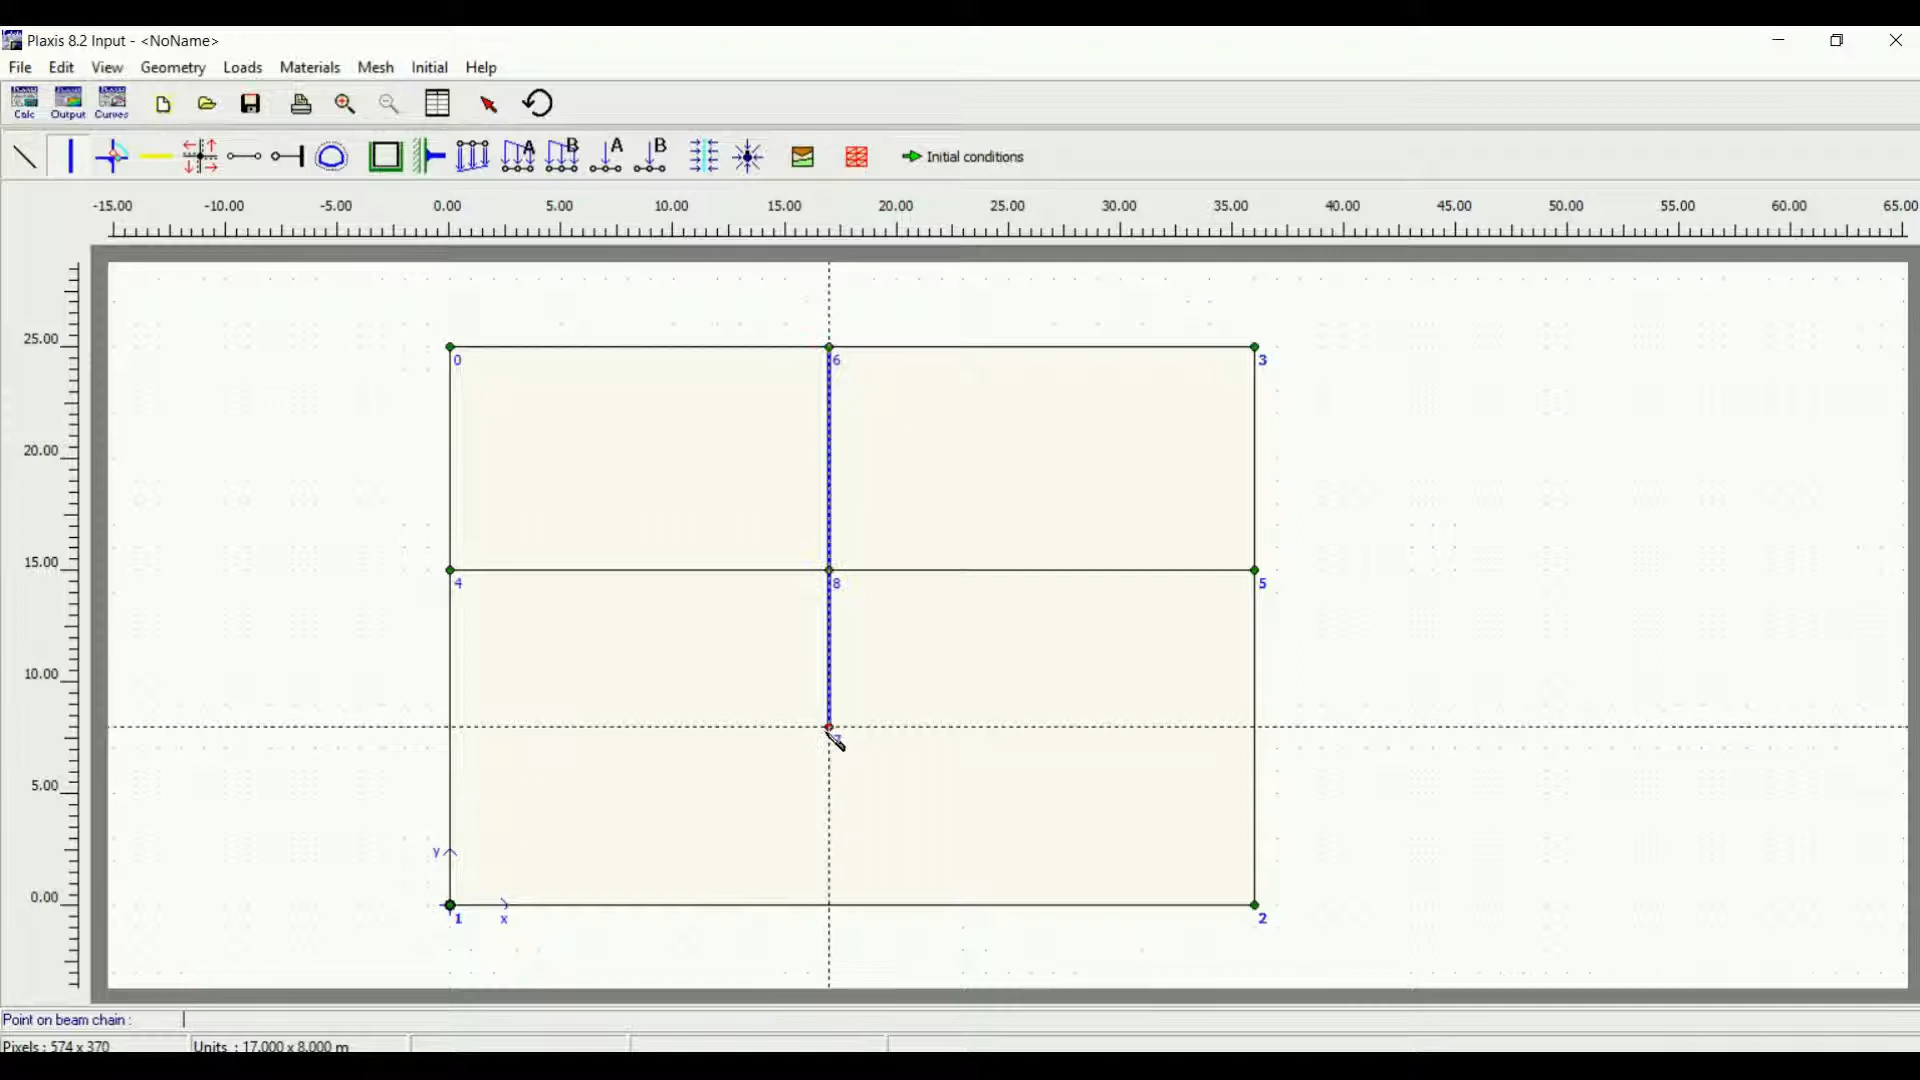 Plaxis 8.2 Input - <NoName>
File Edit View Geometry Loads Materials Mesh Initial Help
Calc Output Curves
A B A B Initial conditions
-15.00 -10.00 -5.00 0.00 5.00 10.00 15.00 20.00 25.00 30.00 35.00 40.00 45.00 50.00 55.00 60.00 65.00
25.00
0 6 3
20.00
15.00
4 8 5
10.00
5.00
y
0.00
1 x 2
Point on beam chain :
Pixels : 574 x 370 Units : 17.000 x 8.000 m